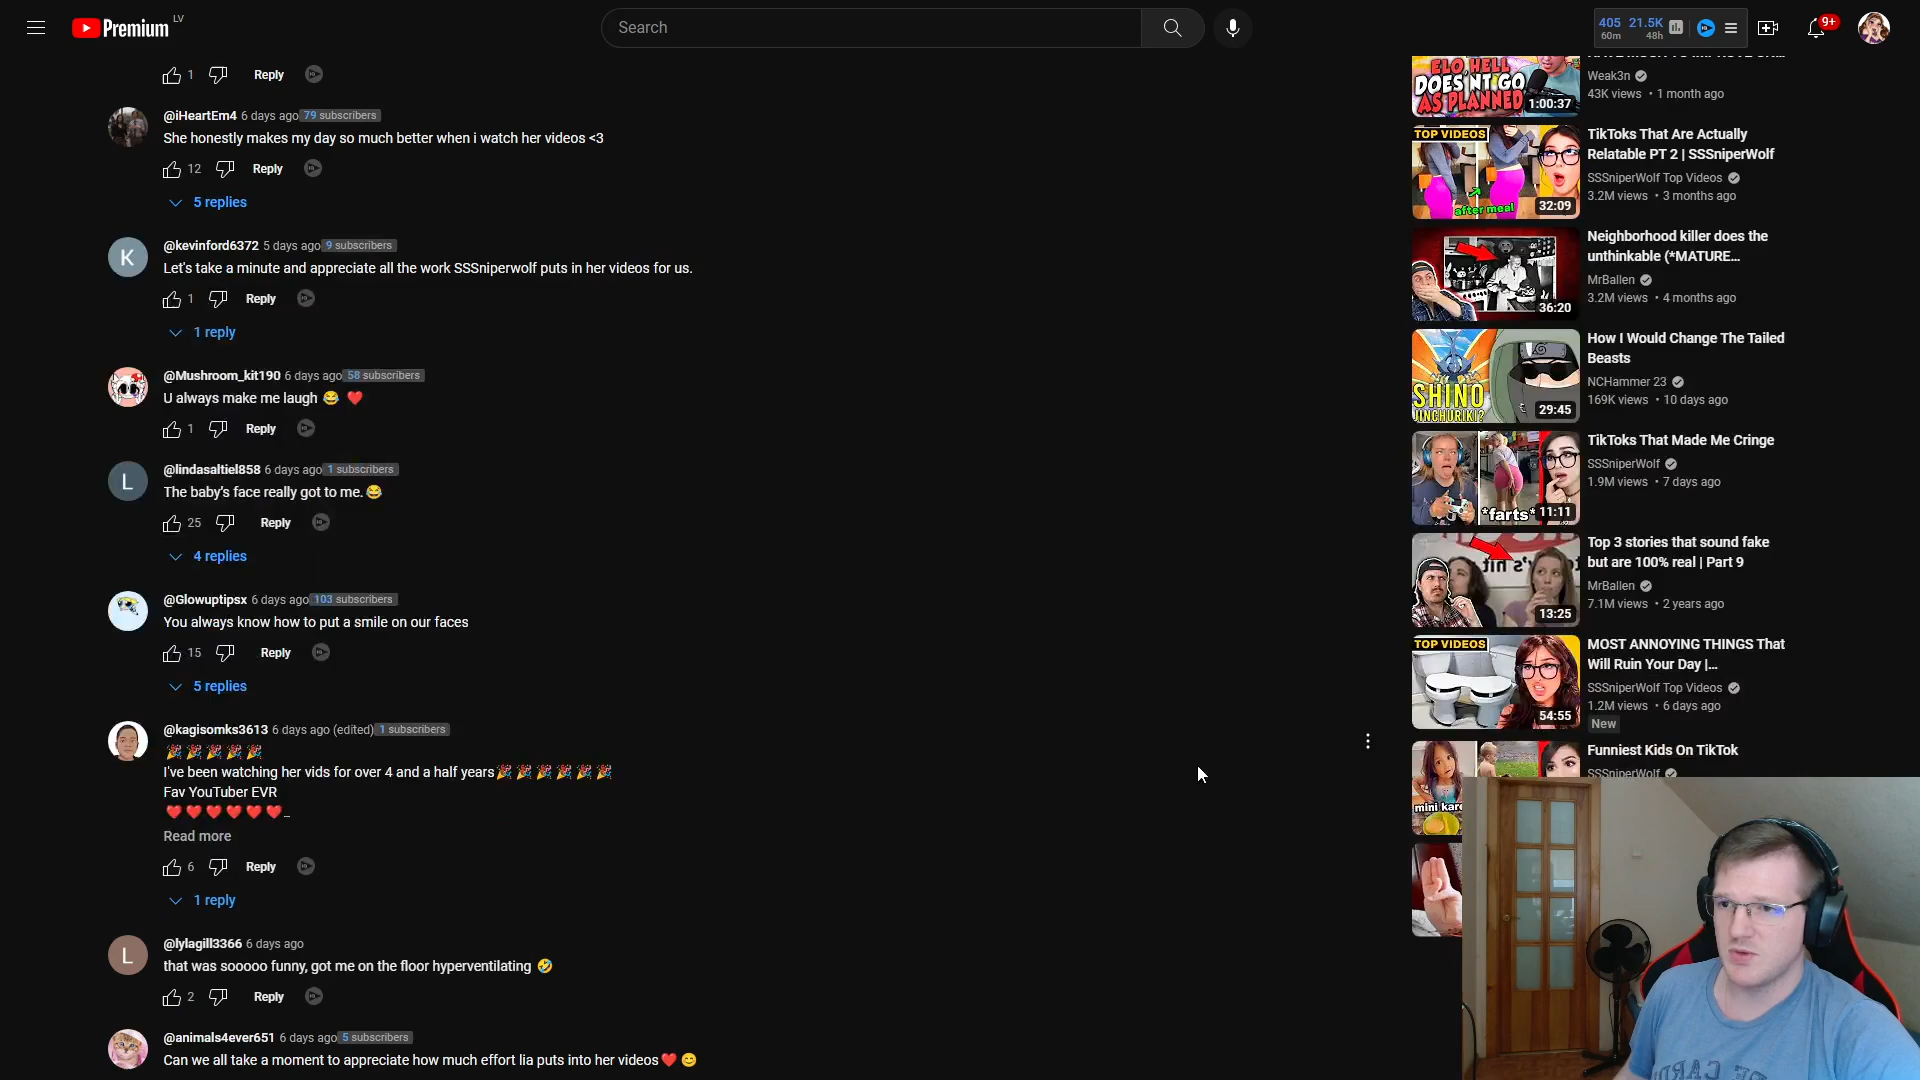 Premium LV
Search
405 21.5K
60m 48h
9+
1 Reply
@iHeartEm4 6 days ago 79 subscribers
She honestly makes my day so much better when i watch her videos <3
12 Reply
5 replies
@kevinford6372 5 days ago 9 subscribers
Let's take a minute and appreciate all the work SSSniperwolf puts in her videos for us.
1 Reply
1 reply
@Mushroom_kit190 6 days ago 58 subscribers
U always make me laugh 😂 ❤️
1 Reply
@lindasaltiel858 6 days ago 1 subscribers
The baby's face really got to me. 😂
25 Reply
4 replies
@Glowuptipsx 6 days ago 103 subscribers
You always know how to put a smile on our faces
15 Reply
5 replies
@kagisomks3613 6 days ago (edited) 1 subscribers
🎉 🎉 🎉 🎉 🎉
I've been watching her vids for over 4 and a half years🎉 🎉 🎉 🎉 🎉 🎉
Fav YouTuber EVR
❤️ ❤️ ❤️ ❤️ ❤️ ❤️...
Read more
6 Reply
1 reply
@lylagill3366 6 days ago
that was sooooo funny, got me on the floor hyperventilating 🤣
2 Reply
@animals4ever651 6 days ago 5 subscribers
Can we all take a moment to appreciate how much effort lia puts into her videos❤️ 😊
K
L
L
ELO HELL
DOESN'T GO
AS PLANNED
1:00:37
Weak3n
43K views • 1 month ago
TOP VIDEOS
after meal
32:09
TikToks That Are Actually
Relatable PT 2 | SSSniperWolf
SSSniperWolf Top Videos
3.2M views • 3 months ago
36:20
Neighborhood killer does the
unthinkable (*MATURE...
MrBallen
3.2M views • 4 months ago
SHINO
JINCHURIKI?
29:45
How I Would Change The Tailed
Beasts
NCHammer 23
169K views • 10 days ago
*farts*
11:11
TikToks That Made Me Cringe
SSSniperWolf
1.9M views • 7 days ago
13:25
Top 3 stories that sound fake
but are 100% real | Part 9
MrBallen
7.1M views • 2 years ago
TOP VIDEOS
54:55
MOST ANNOYING THINGS That
Will Ruin Your Day |...
SSSniperWolf Top Videos
1.2M views • 6 days ago
New
mini kare
Funniest Kids On TikTok
SSSniperWolf